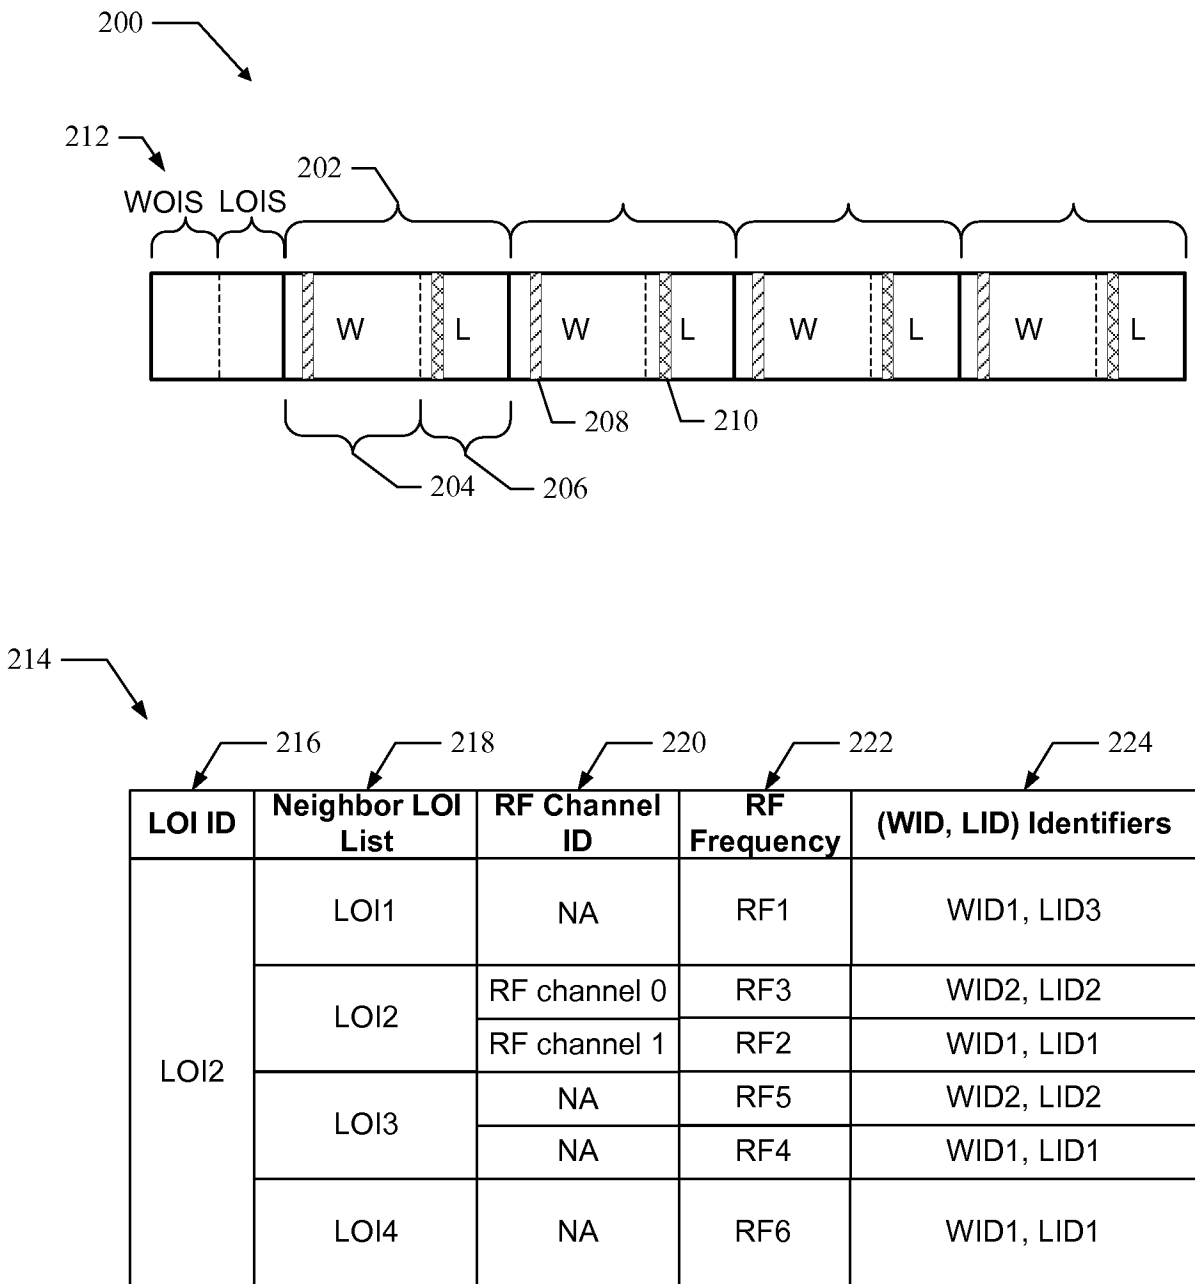 200
212
202
WOIS LOIS
W L W L W L W L
208 210
204 206
214
216 218 220 222 224
LOI ID Neighbor LOI List RF Channel ID RF Frequency (WID, LID) Identifiers
LOI1 NA RF1 WID1, LID3
LOI2 RF channel 0 RF3 WID2, LID2
RF channel 1 RF2 WID1, LID1
LOI2
LOI3 NA RF5 WID2, LID2
NA RF4 WID1, LID1
LOI4 NA RF6 WID1, LID1